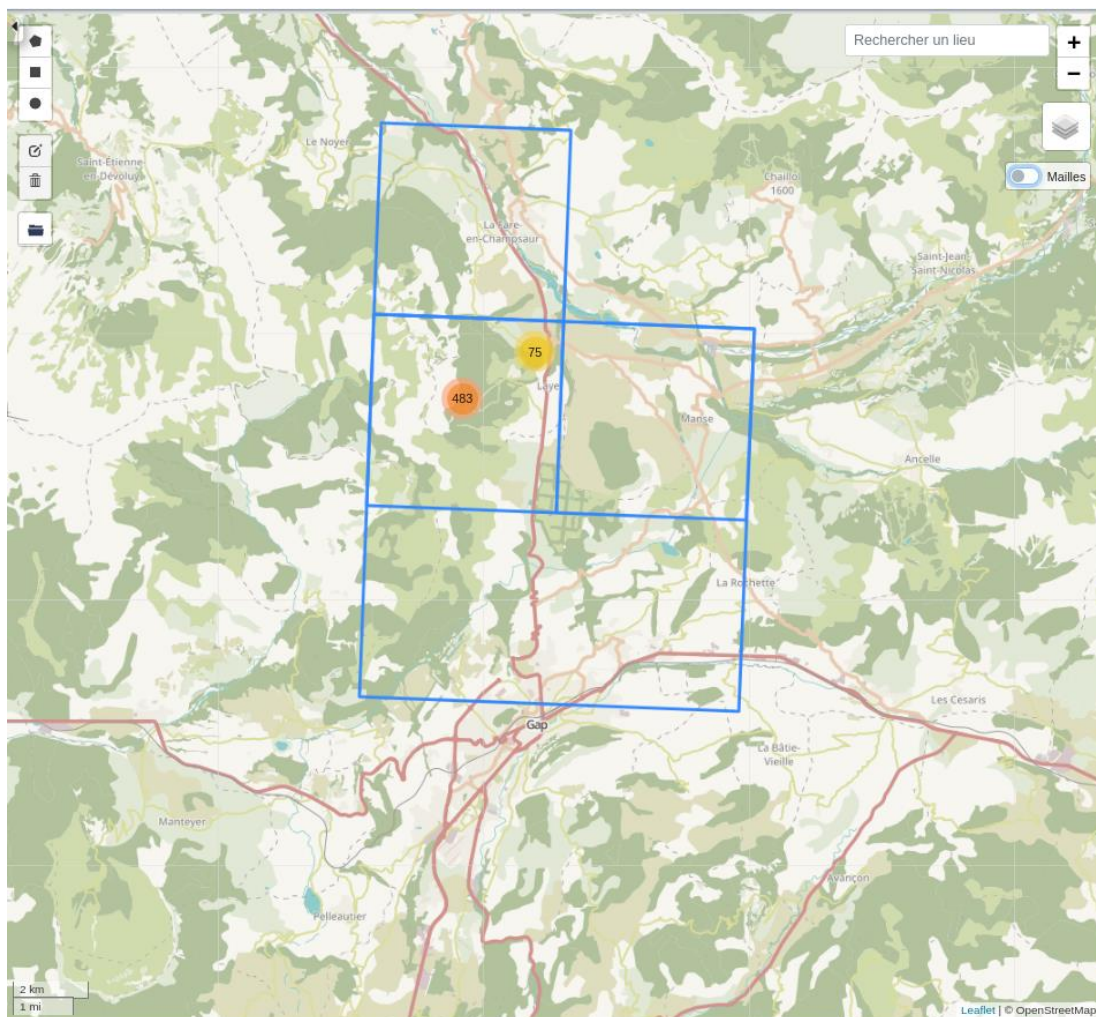 Rechercher un lieu
+
−
Mailles
Le Noyer
Saint-Étienne
en-Dévoluy
Chaillol
1600
La Fare-
en-Champsaur
Saint-Jean-
Saint-Nicolas
75
Laye
483
Manse
Ancelle
La Rochette
Les Cesaris
Gap
La Bâtie-
Vieille
Manteyer
Avançon
Pelleautier
2 km
1 mi
Leaflet | © OpenStreetMap